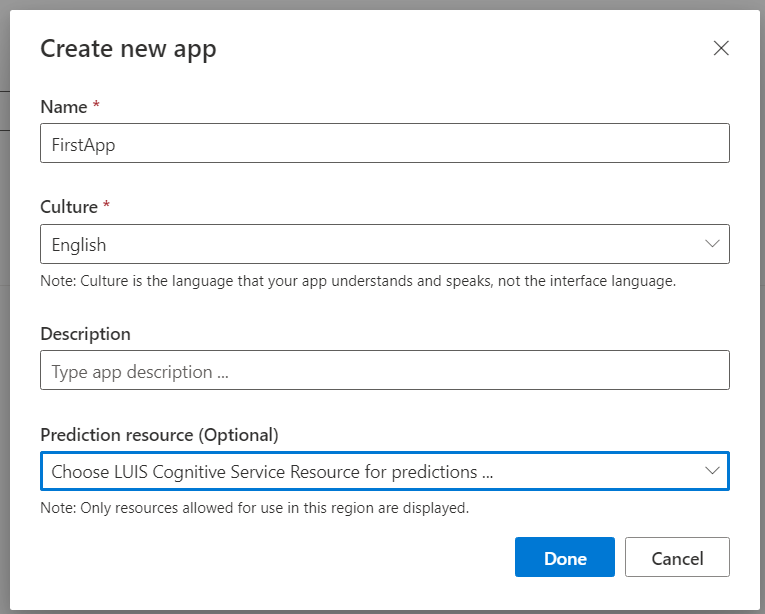 Create new app
Name *
FirstApp
Culture *
English
Note: Culture is the language that your app understands and speaks, not the interface language.
Description
Type app description ...
Prediction resource (Optional)
Choose LUIS Cognitive Service Resource for predictions ...
Note: Only resources allowed for use in this region are displayed.
Done Cancel